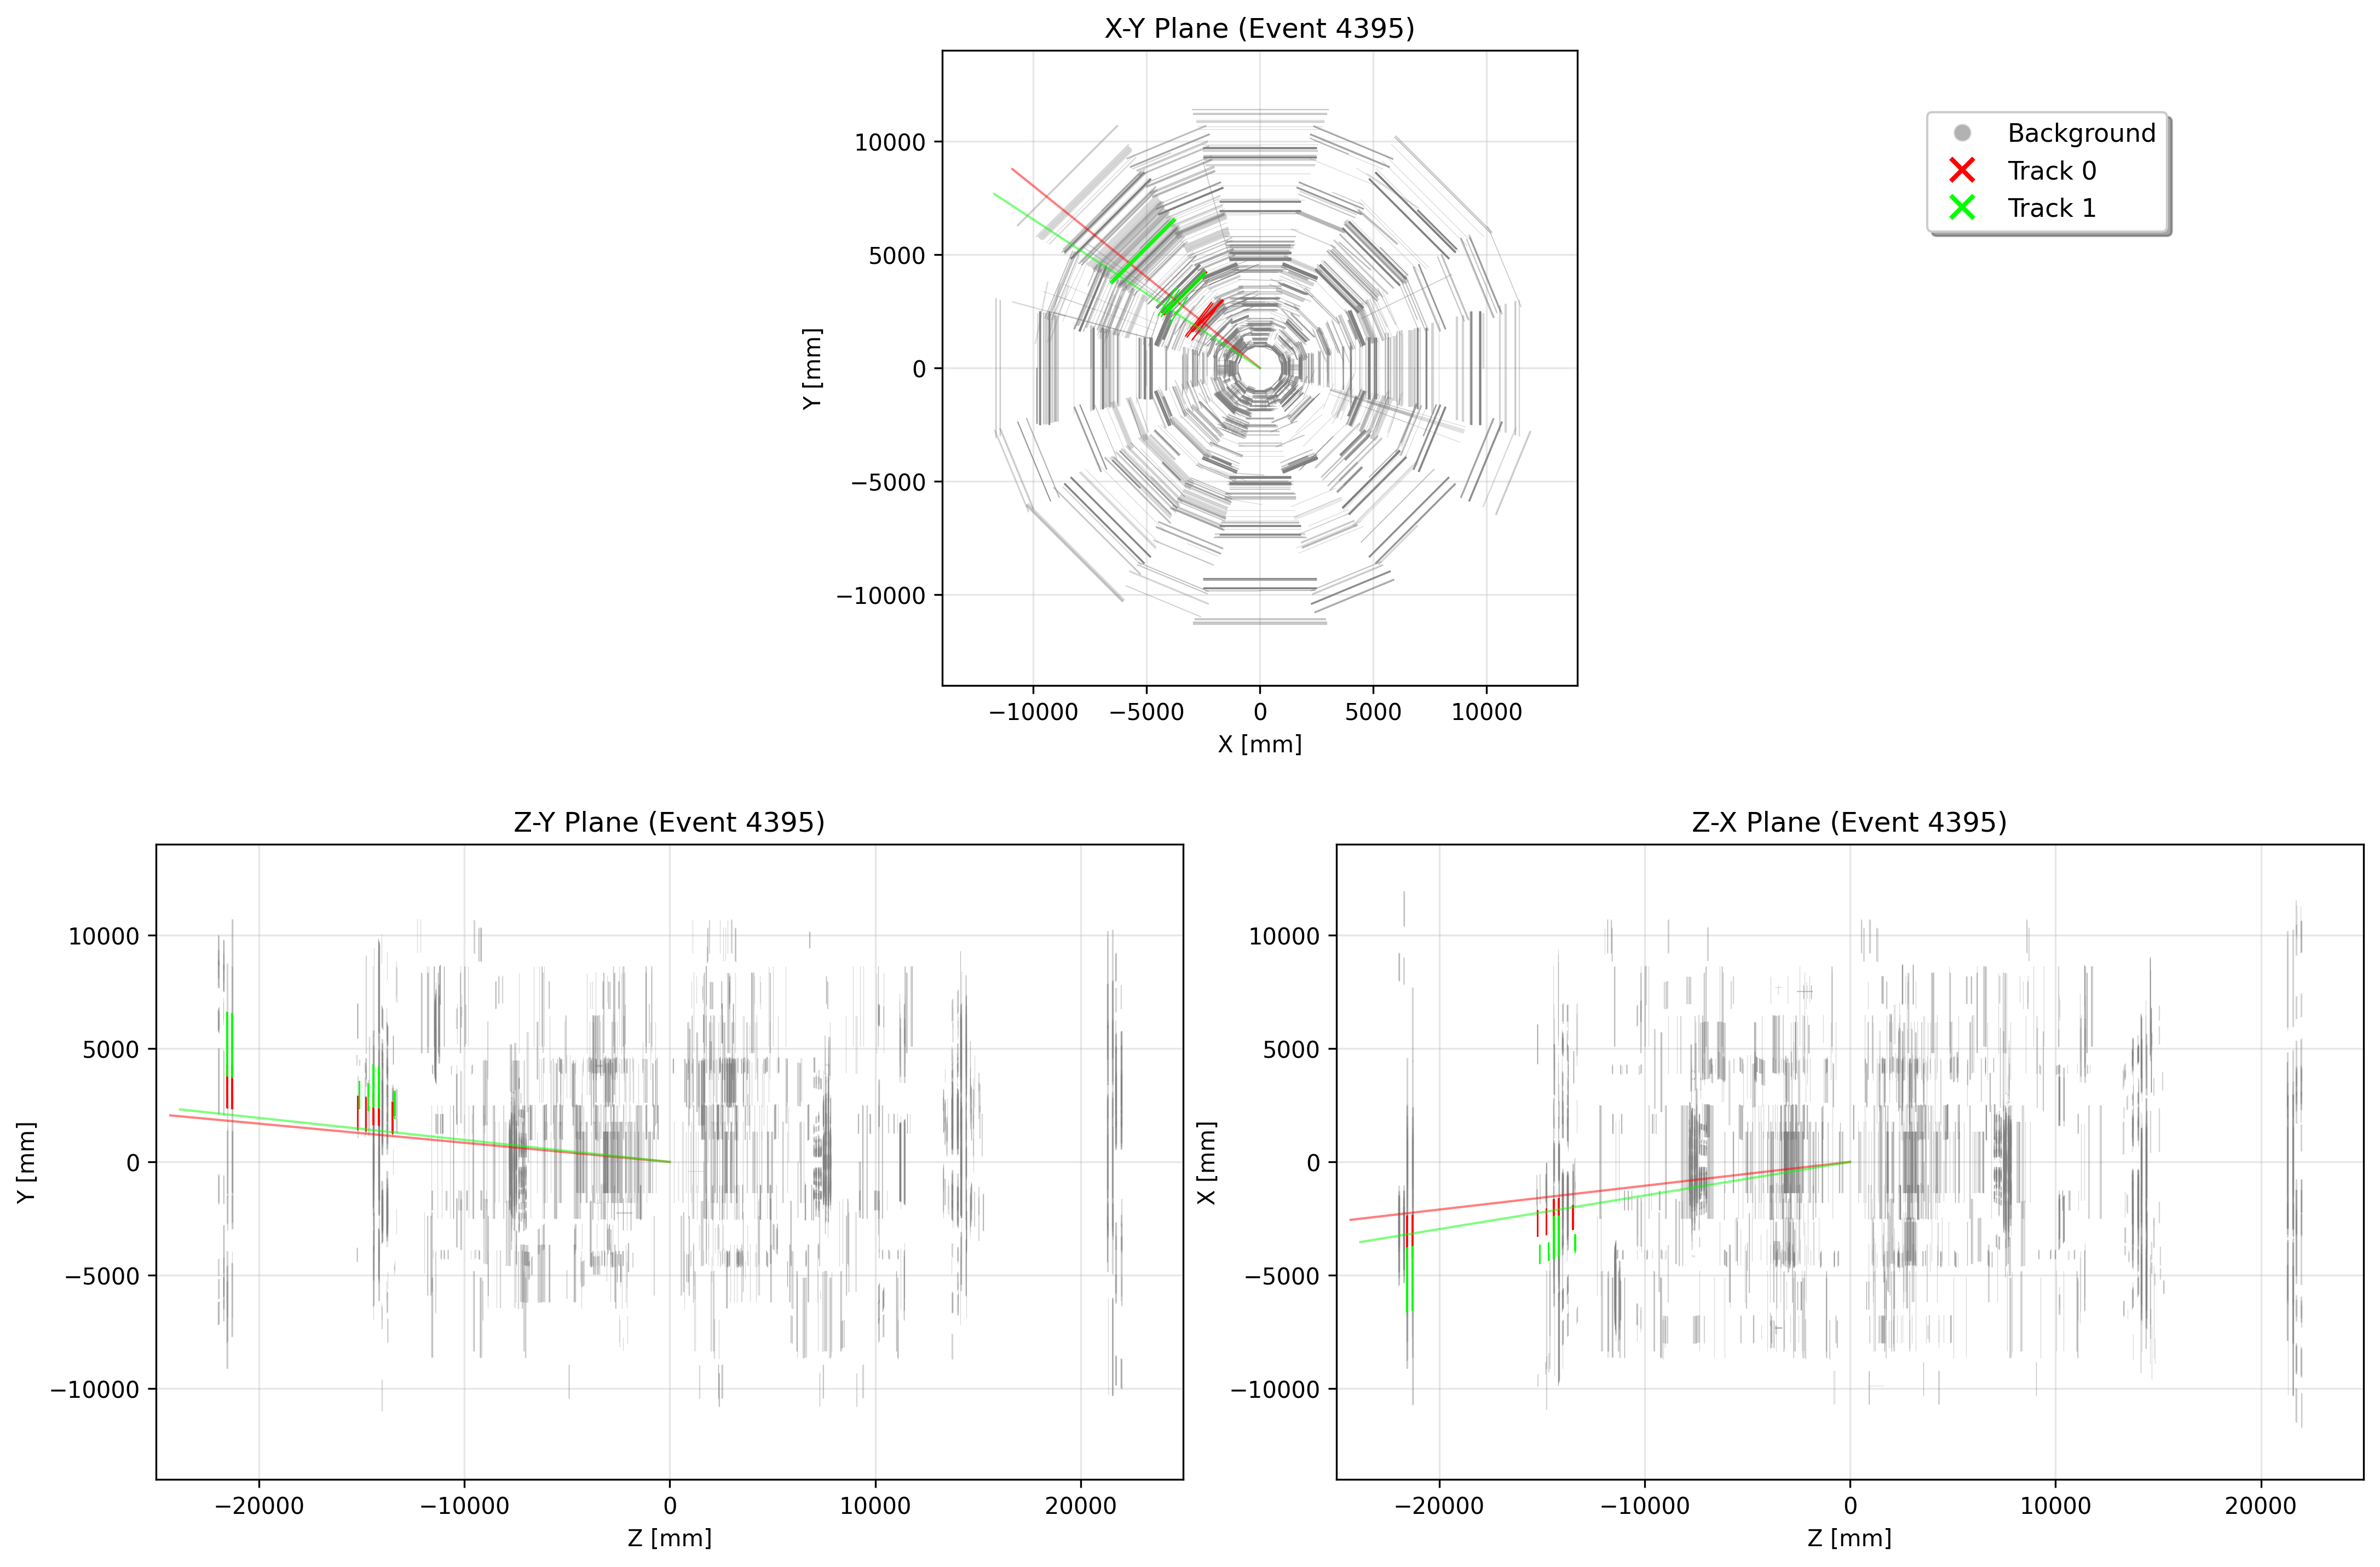 X-Y Plane (Event 4395)
Background
Track 0
Track 1
10000
5000
0
−5000
−10000
Y [mm]
−10000 −5000 0 5000 10000
X [mm]
Z-Y Plane (Event 4395)
10000
5000
0
−5000
−10000
Y [mm]
−20000 −10000 0 10000 20000
Z [mm]
Z-X Plane (Event 4395)
10000
5000
0
−5000
−10000
X [mm]
−20000 −10000 0 10000 20000
Z [mm]